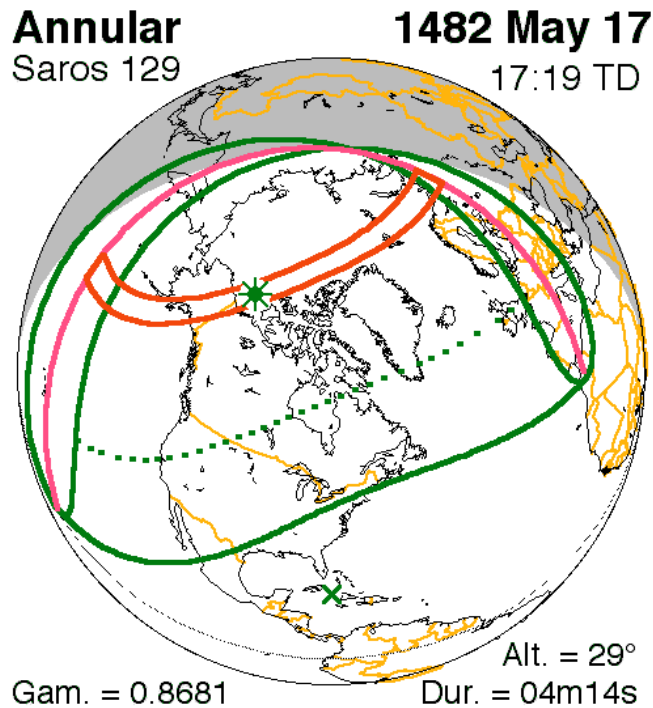 Annular
1482 May 17
Saros 129
17:19 TD
Alt. = 29°
Gam. = 0.8681
Dur. = 04m14s